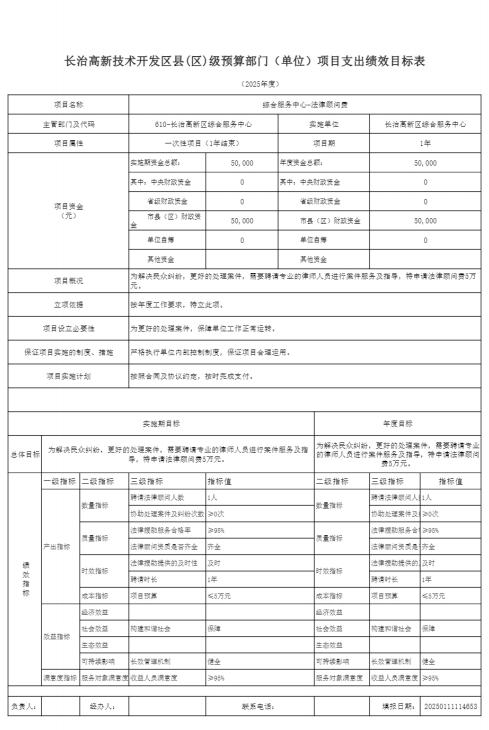 长治高新技术开发区县(区)级预算部门（单位）项目支出绩效目标表
（2025年度）
项目名称 综合服务中心-法律顾问费
主管部门及代码 610-长治高新区综合服务中心 实施单位 长治高新区综合服务中心
项目属性 一次性项目（1年结束） 项目期 1年
项目资金（元） 实施期资金总额： 50,000 年度资金总额： 50,000
其中：中央财政资金 0 其中：中央财政资金 0
省级财政资金 0 省级财政资金 0
市县（区）财政资金 50,000 市县（区）财政资金 50,000
单位自筹 0 单位自筹 0
其他资金 其他资金
项目概况 为解决民众纠纷，更好的处理案件，需要聘请专业的律师人员进行案件服务及指导，特申请法律顾问费5万元。
立项依据 按年度工作要求，特立此项。
项目设立必要性 为更好的处理案件，保障单位工作正常运转。
保证项目实施的制度、措施 严格执行单位内部控制制度，保证项目合理运用。
项目实施计划 按照合同及协议约定，按时完成支付。
实施期目标 年度目标
总体目标 为解决民众纠纷，更好的处理案件，需要聘请专业的律师人员进行案件服务及指导，特申请法律顾问费5万元。 为解决民众纠纷，更好的处理案件，需要聘请专业的律师人员进行案件服务及指导，特申请法律顾问费5万元。
绩效指标 一级指标 二级指标 三级指标 指标值 二级指标 三级指标 指标值
产出指标 数量指标 聘请法律顾问人数 1人 数量指标 聘请法律顾问人 1人
协助处理案件及纠纷次数 ≥0次 协助处理案件及 ≥0次
质量指标 法律援助服务合格率 ≥95% 质量指标 法律援助服务合 ≥95%
法律顾问资质是否齐全 齐全 法律顾问资质是 齐全
时效指标 法律援助提供的及时性 及时 时效指标 法律援助提供的 及时
聘请时长 1年 聘请时长 1年
成本指标 项目预算 ≤5万元 成本指标 项目预算 ≤5万元
效益指标 经济效益 经济效益
社会效益 构建和谐社会 保障 社会效益 构建和谐社会 保障
生态效益 生态效益
可持续影响 长效管理机制 健全 可持续影响 长效管理机制 健全
满意度指标 服务对象满意度 收益人员满意度 ≥95% 服务对象满意度 收益人员满意度 ≥95%
负责人： 经办人： 联系电话： 填报日期： 20250111114653